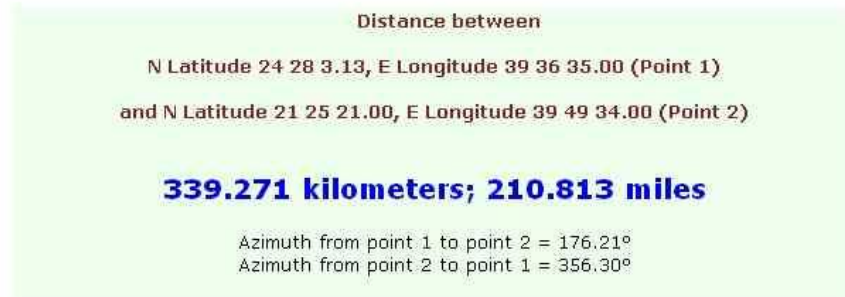 Distance between
N Latitude 24 28 3.13, E Longitude 39 36 35.00 (Point 1)
and N Latitude 21 25 21.00, E Longitude 39 49 34.00 (Point 2)
339.271 kilometers; 210.813 miles
Azimuth from point 1 to point 2 = 176.21º
Azimuth from point 2 to point 1 = 356.30º